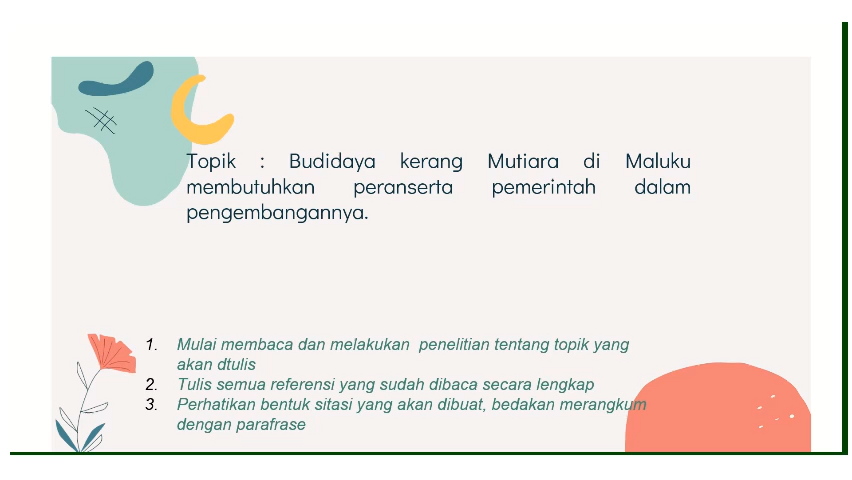 Topik : Budidaya kerang Mutiara di Maluku
membutuhkan peranserta pemerintah dalam
pengembangannya.
1. Mulai membaca dan melakukan penelitian tentang topik yang
akan dtulis
2. Tulis semua referensi yang sudah dibaca secara lengkap
3. Perhatikan bentuk sitasi yang akan dibuat, bedakan merangkum
dengan parafrase